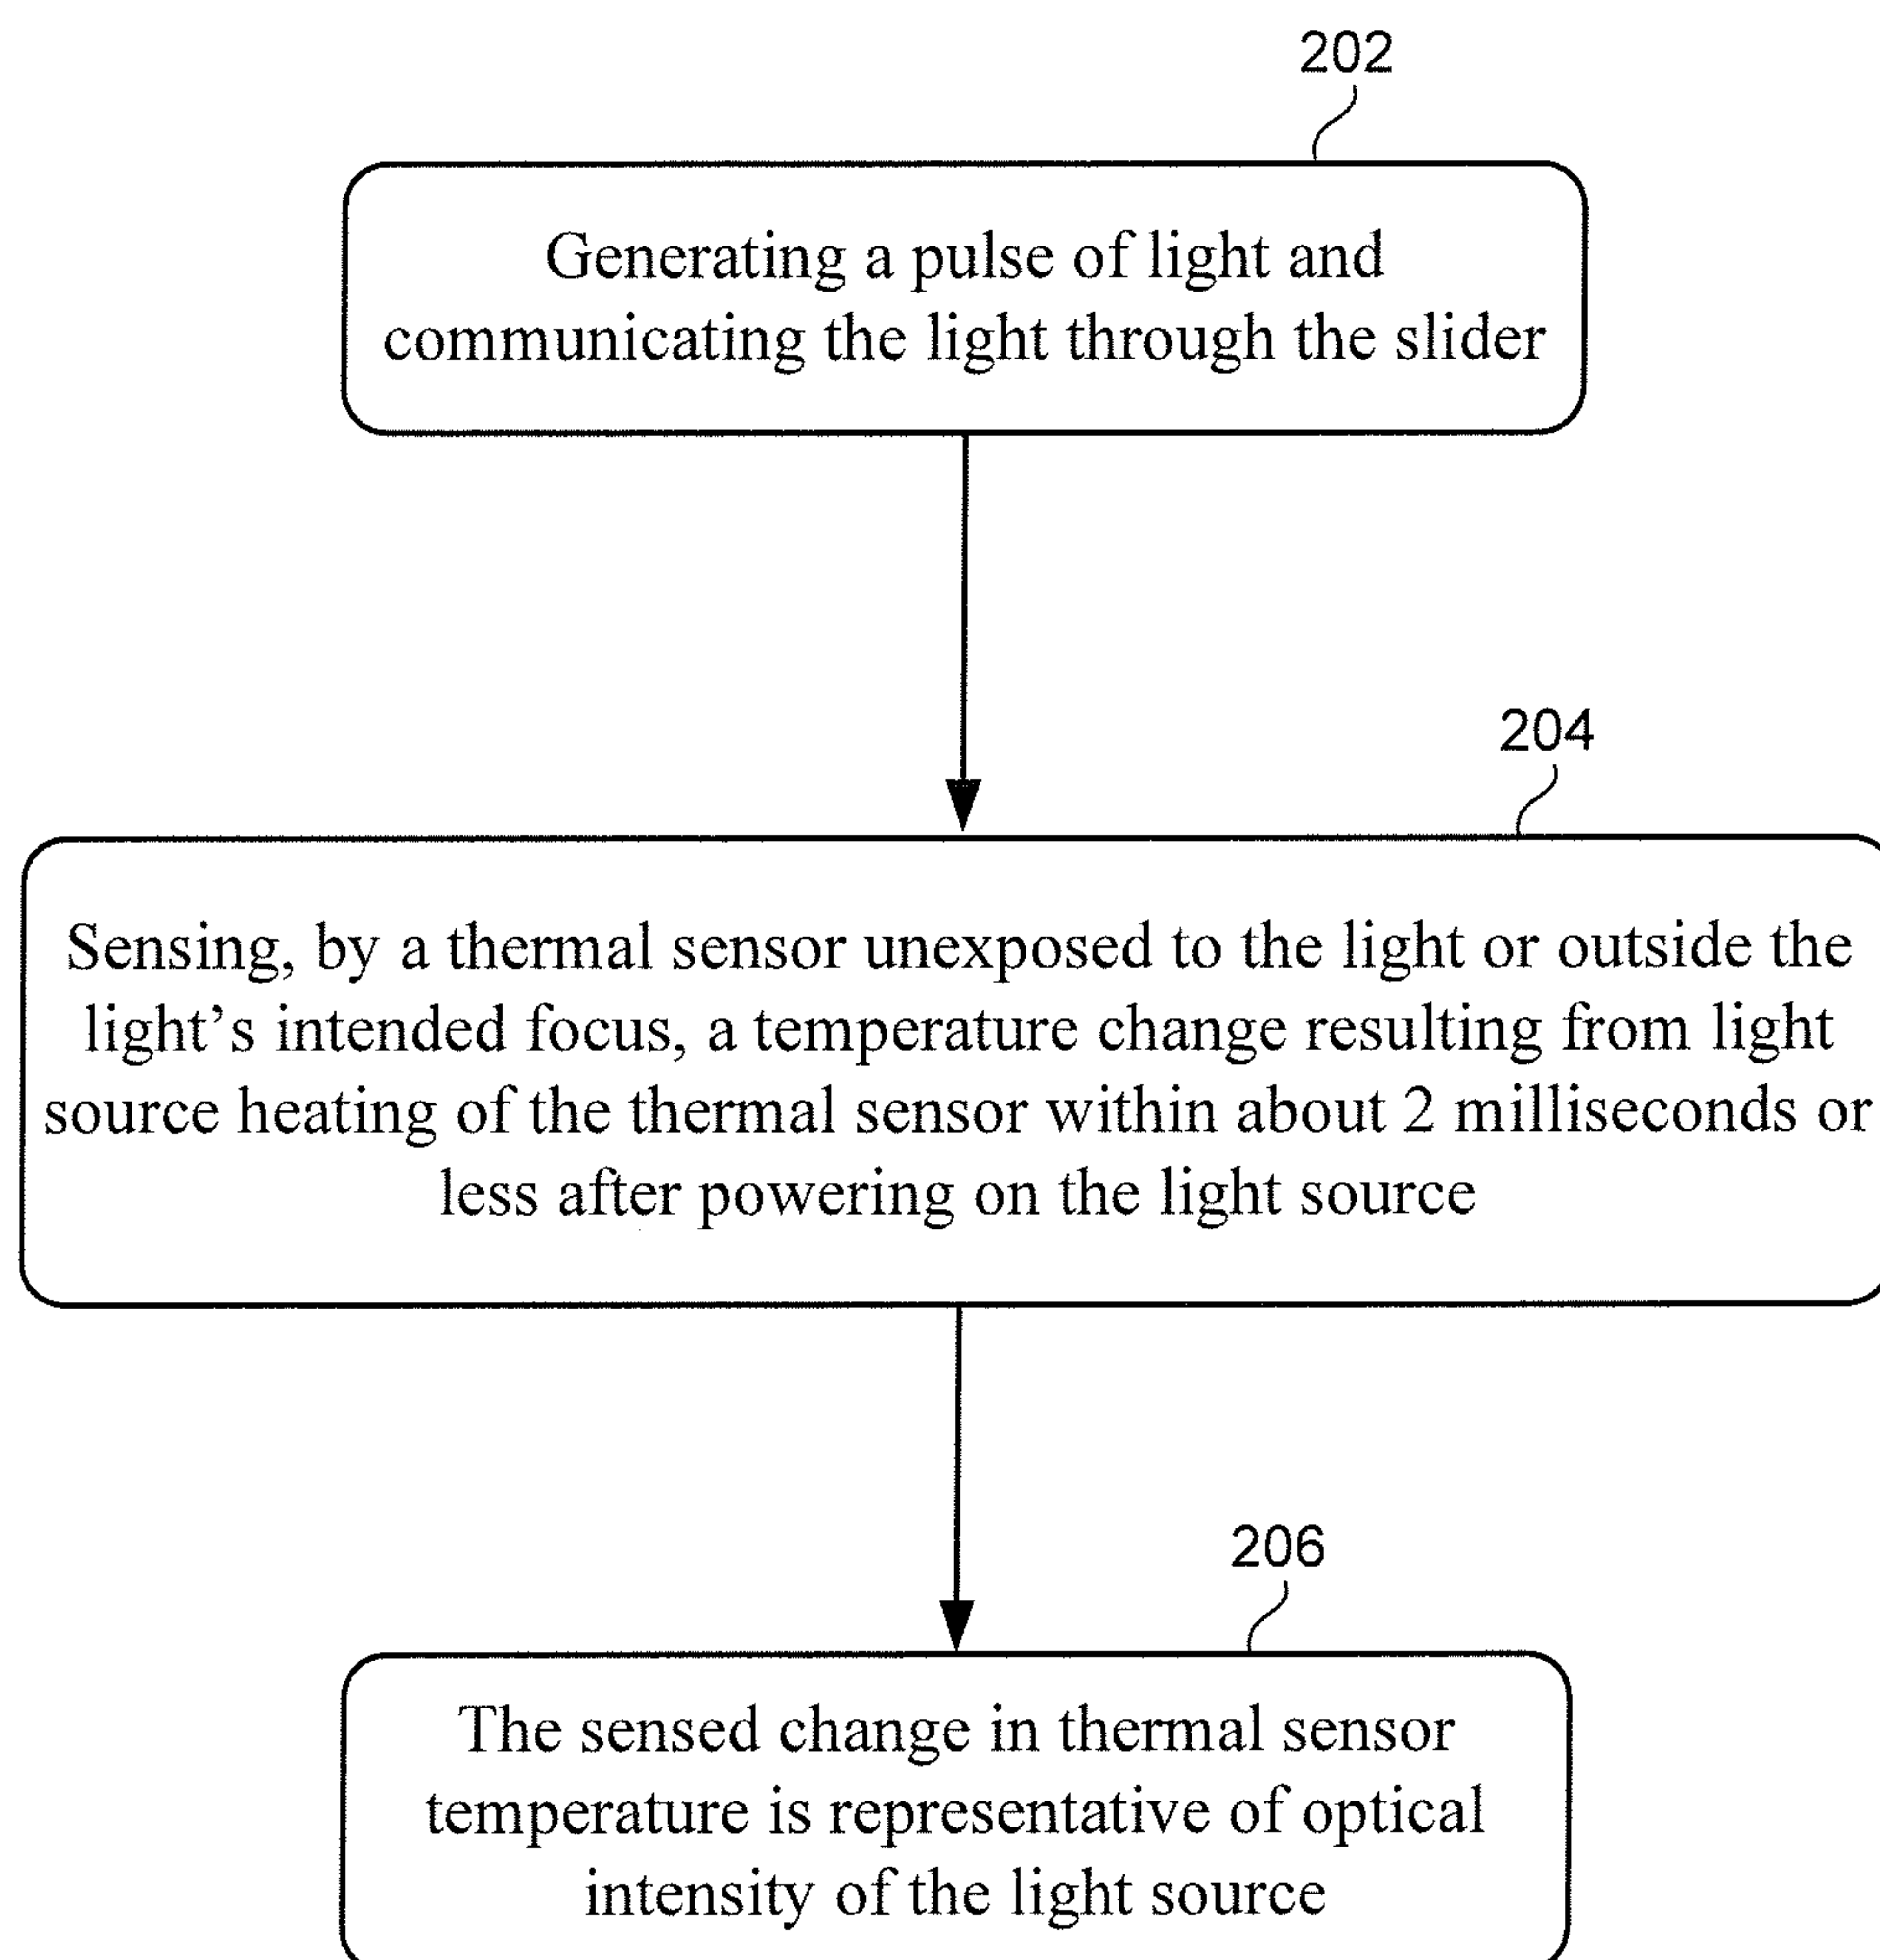 202
Generating a pulse of light and
communicating the light through the slider
204
Sensing, by a thermal sensor unexposed to the light or outside the
light’s intended focus, a temperature change resulting from light
source heating of the thermal sensor within about 2 milliseconds or
less after powering on the light source
206
The sensed change in thermal sensor
temperature is representative of optical
intensity of the light source